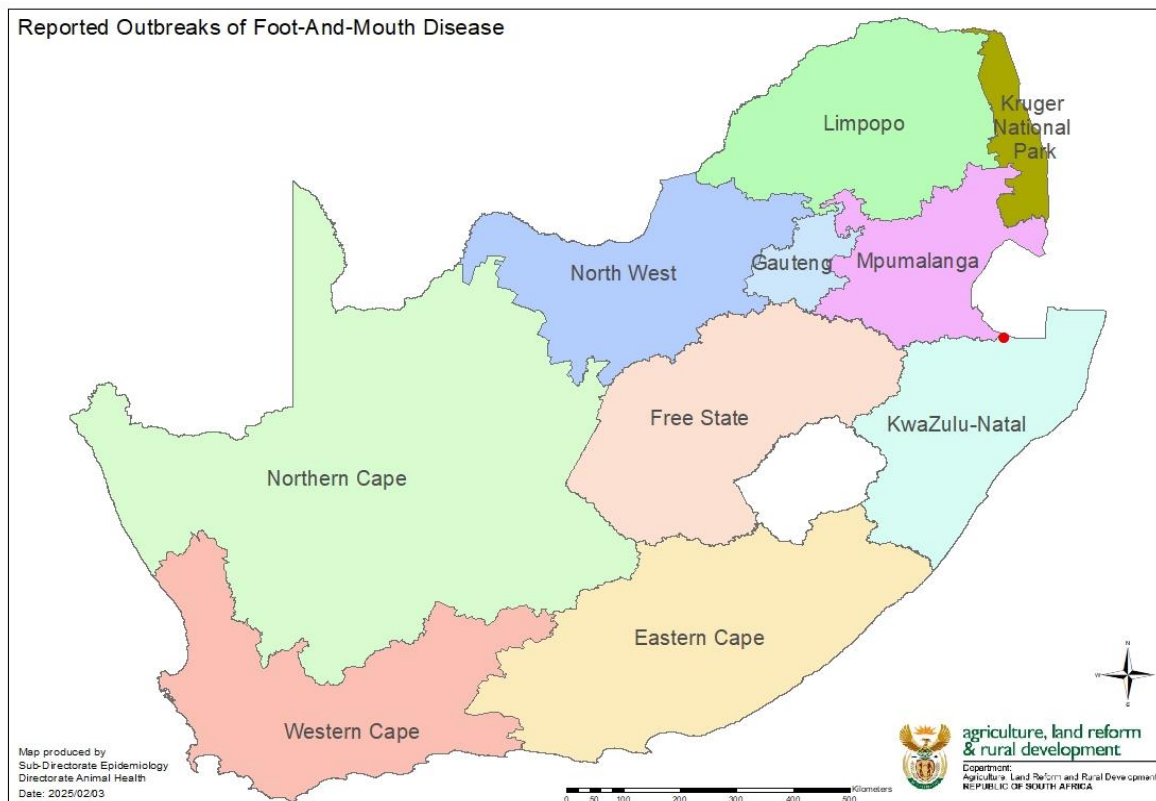 Reported Outbreaks of Foot-And-Mouth Disease
Limpopo
Kruger
National
Park
North West
Gauteng
Mpumalanga
Free State
KwaZulu-Natal
Northern Cape
Eastern Cape
Western Cape
N
W
S
Map produced by
Sub-Directorate Epidemiology
Directorate Animal Health
Date: 2025/02/03
Kilometers
0 50 100 200 300 400 500
agriculture, land reform
& rural development
Department:
Agriculture, Land Reform and Rural Development
REPUBLIC OF SOUTH AFRICA